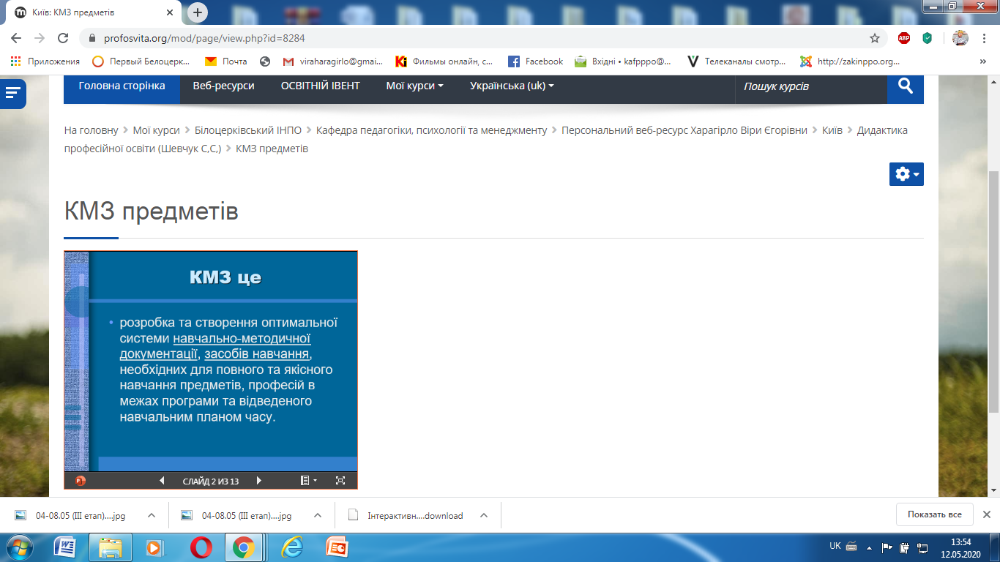 Київ: КМЗ предметів
profosvita.org/mod/page/view.php?id=8284
ABP
Приложения
Первый Белоцерк...
Почта
viraharagirlo@gmai...
Фильмы онлайн, с...
Facebook
Вхідні • kafpppo@...
Телеканалы смотр...
http://zakinppo.org...
Головна сторінка
Веб-ресурси
ОСВІТНІЙ ІВЕНТ
Мої курси
Українська (uk)
Пошук курсів
На головну > Мої курси > Білоцерківський ІНПО > Кафедра педагогіки, психології та менеджменту > Персональний веб-ресурс Харагірло Віри Єгорівни > Київ > Дидактика
професійної освіти (Шевчук С,С,) > КМЗ предметів
КМЗ предметів
КМЗ це
• розробка та створення оптимальної
системи навчально-методичної
документації, засобів навчання,
необхідних для повного та якісного
навчання предметів, професій в
межах програми та відведеного
навчальним планом часу.
СЛАЙД 2 ИЗ 13
04-08.05 (ІІІ етап)....jpg
04-08.05 (ІІІ етап)....jpg
Інтерактивн....download
Показать все
UK
13:54
12.05.2020